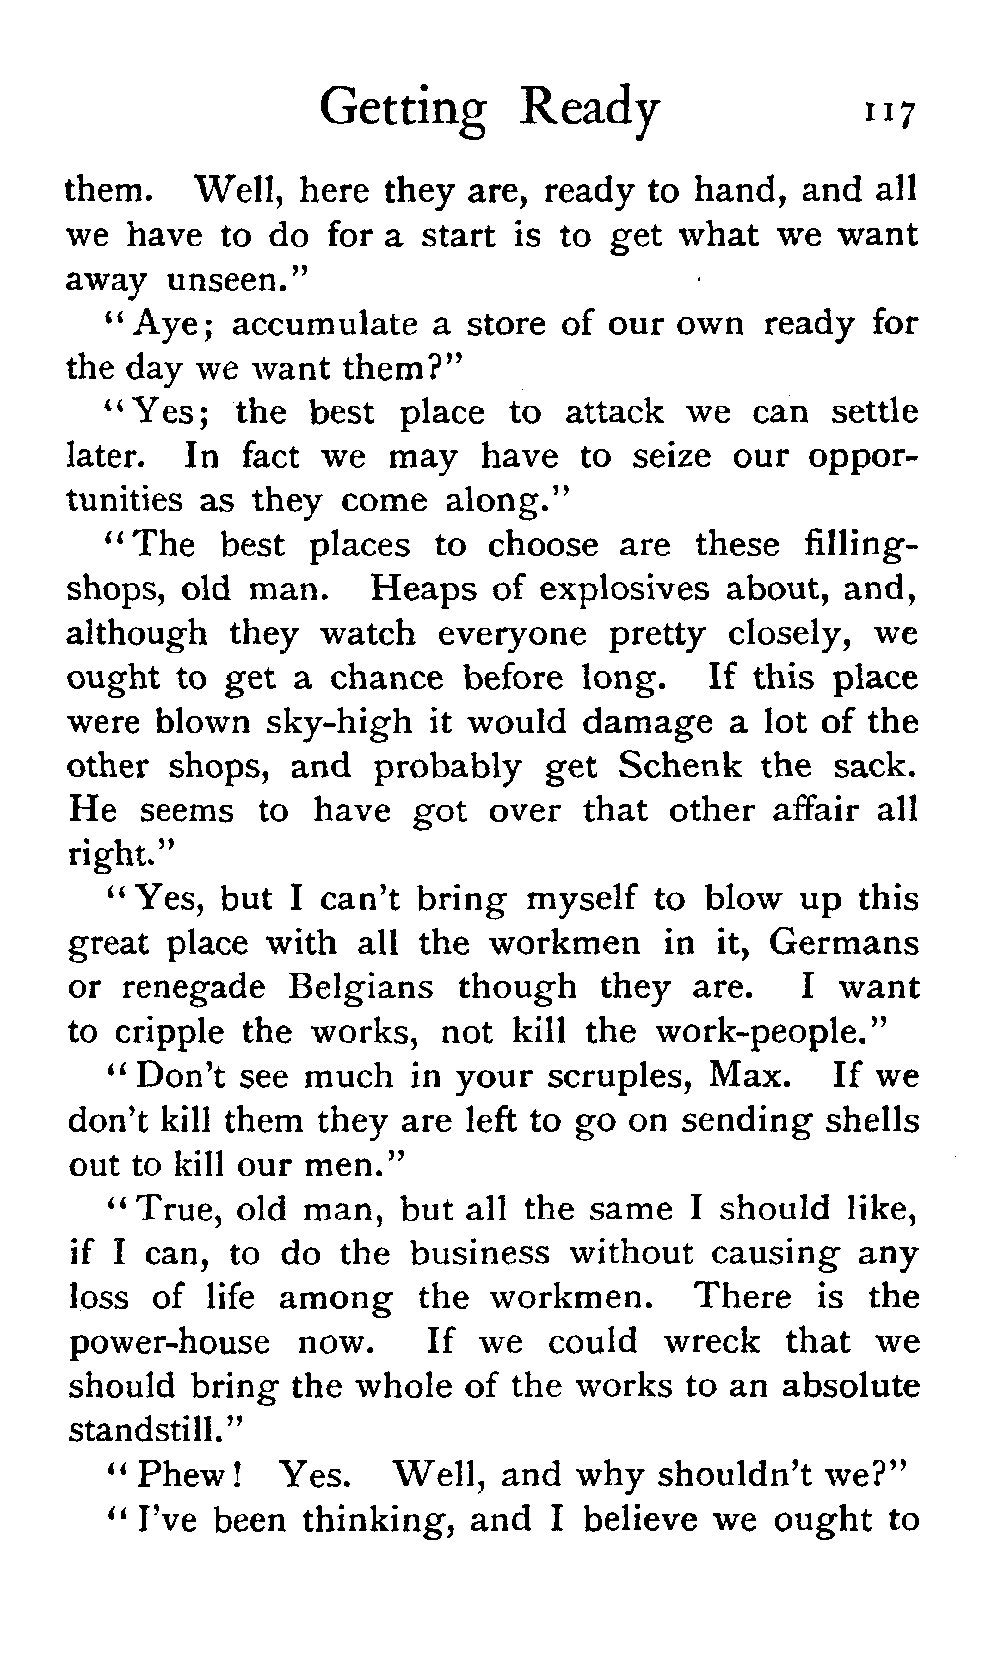 Getting Ready 117
them. Well, here they are, ready to hand, and all
we have to do for a start is to get what we want
away unseen."
"Aye; accumulate a store of our own ready for
the day we want them?"
"Yes; the best place to attack we can settle
later. In fact we may have to seize our oppor-
tunities as they come along."
"The best places to choose are these filling-
shops, old man. Heaps of explosives about, and,
although they watch everyone pretty closely, we
ought to get a chance before long. If this place
were blown sky-high it would damage a lot of the
other shops, and probably get Schenk the sack.
He seems to have got over that other affair all
right."
"Yes, but I can't bring myself to blow up this
great place with all the workmen in it, Germans
or renegade Belgians though they are. I want
to cripple the works, not kill the work-people."
"Don't see much in your scruples, Max. If we
don't kill them they are left to go on sending shells
out to kill our men."
"True, old man, but all the same I should like,
if I can, to do the business without causing any
loss of life among the workmen. There is the
power-house now. If we could wreck that we
should bring the whole of the works to an absolute
standstill."
"Phew! Yes. Well, and why shouldn't we?"
"I've been thinking, and I believe we ought to